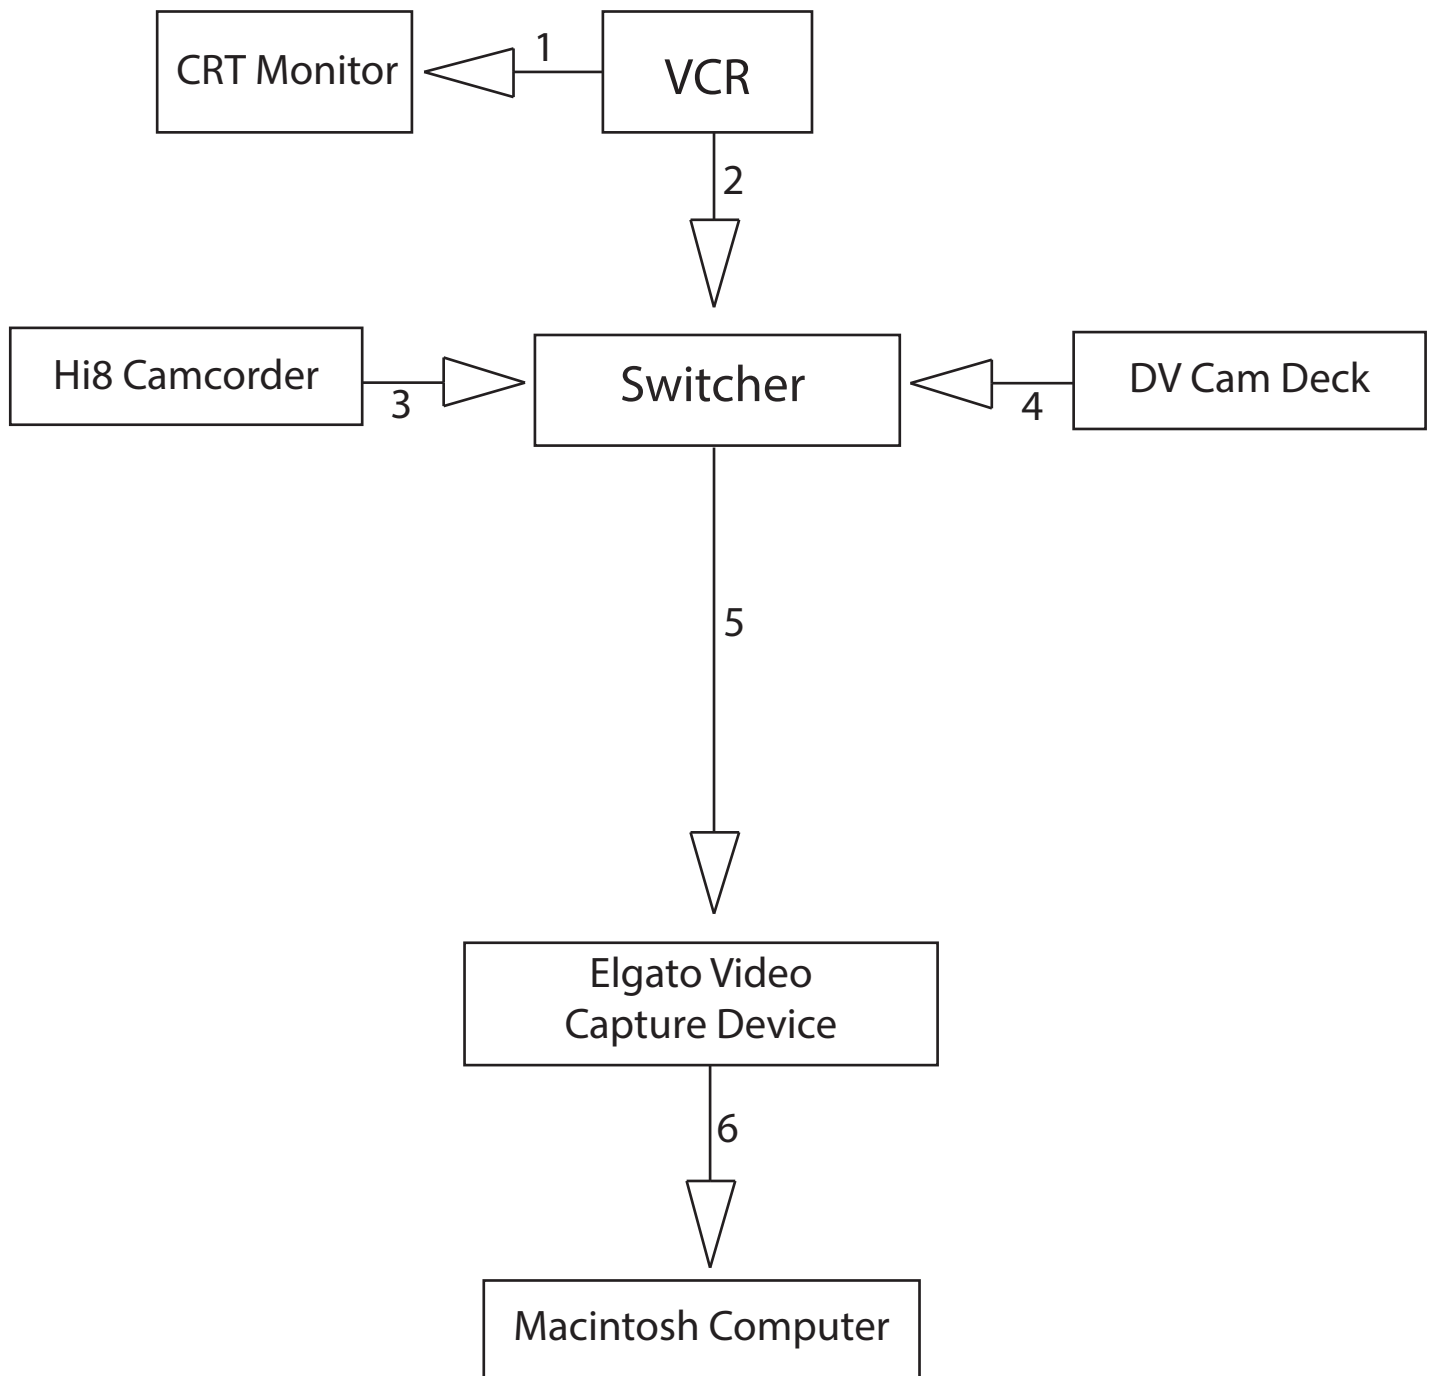 CRT Monitor
1
VCR
2
Hi8 Camcorder
3
Switcher
4
DV Cam Deck
5
Elgato Video
Capture Device
6
Macintosh Computer